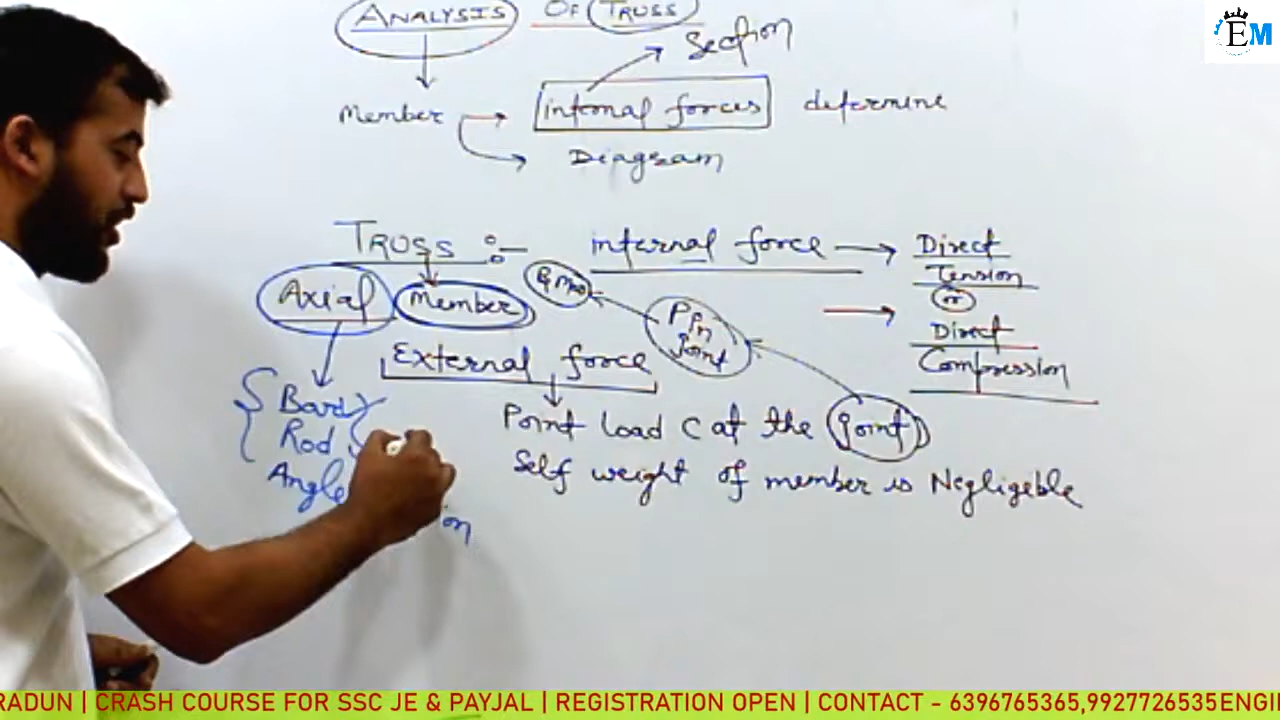 ANALYSIS OF TRUSS
Section
Member internal forces determine
Diagram
TRUSS :- internal force Direct
Tension
or
Direct
Compression
Axial Member
Pin
Joint
External force
Bar
Rod
Angle
Point load at the joint
Self weight of member is Negligible
EM
RADUN | CRASH COURSE FOR SSC JE & PAYJAL | REGISTRATION OPEN | CONTACT - 6396765365,9927726535ENGI